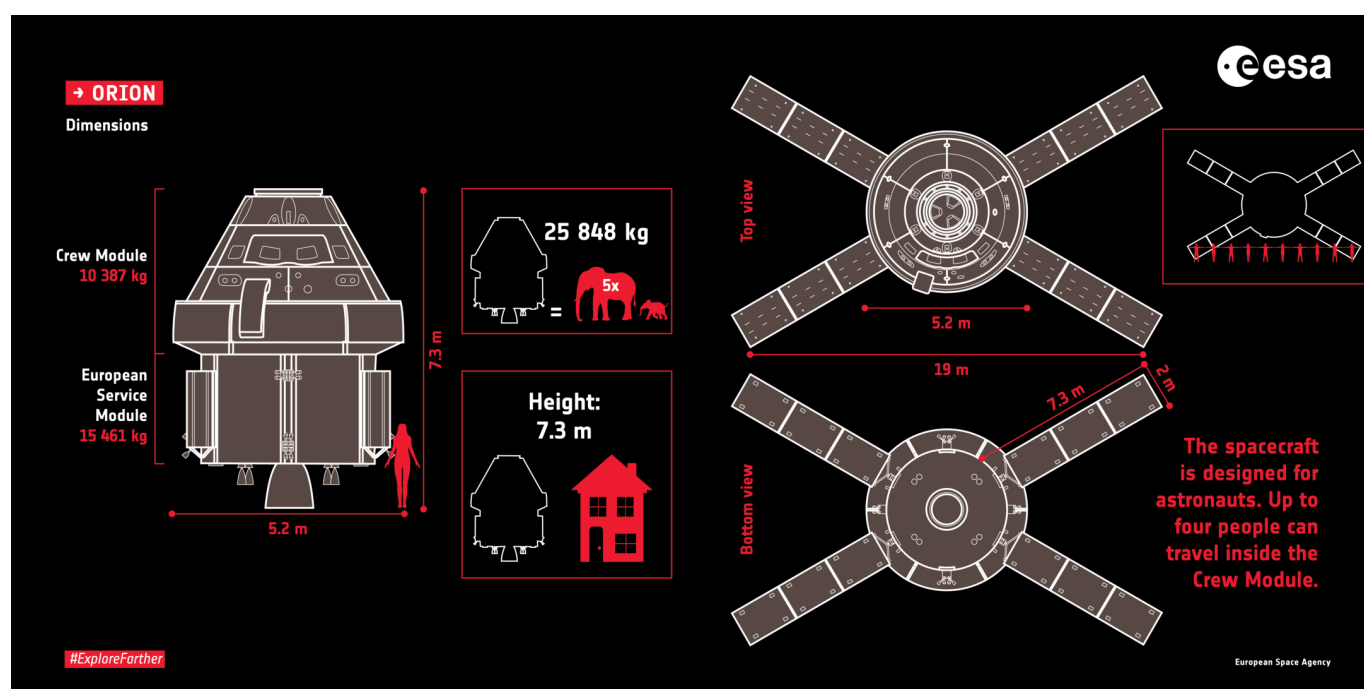 → ORION
Dimensions
Crew Module
10 387 kg
European
Service
Module
15 461 kg
5.2 m
7.3 m
25 848 kg
=
5x
Height:
7.3 m
Top view
5.2 m
19 m
Bottom view
7.3 m
2 m
esa
The spacecraft
is designed for
astronauts. Up to
four people can
travel inside the
Crew Module.
#ExploreFarther
European Space Agency